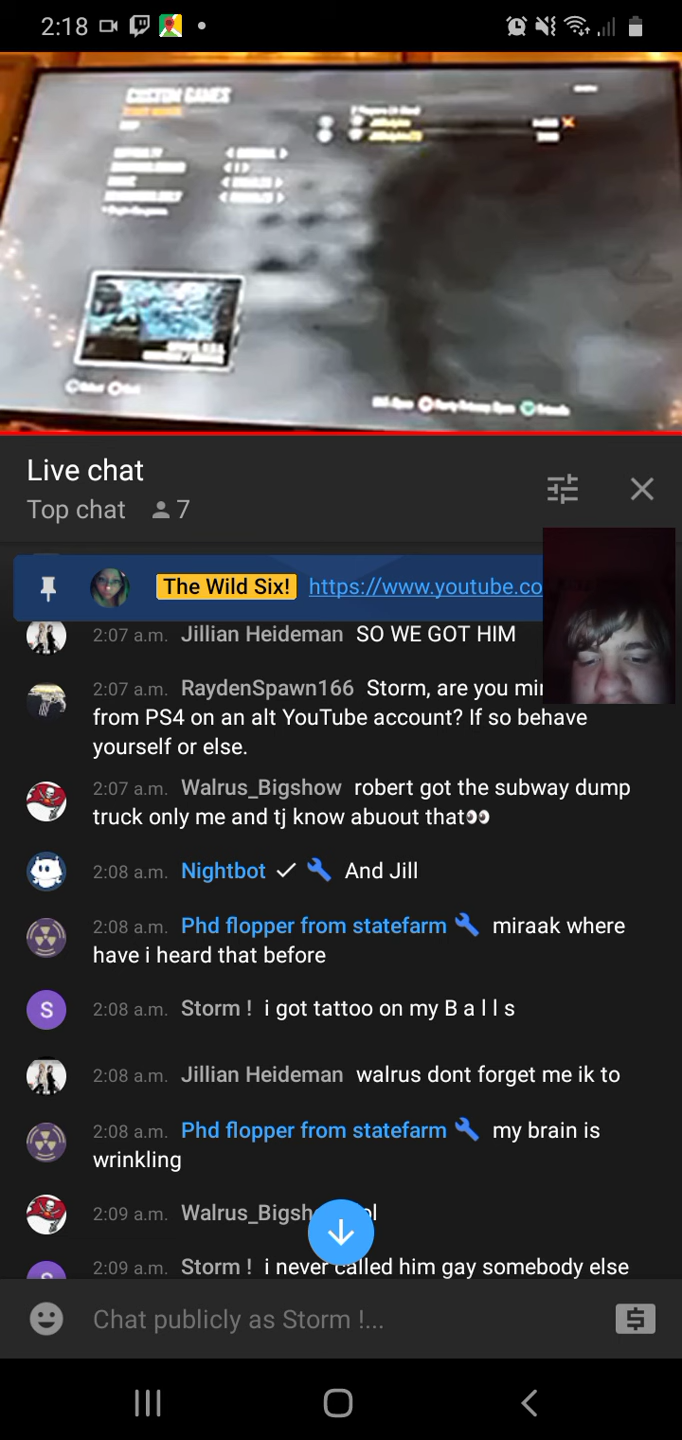 2:18
CUSTOM GAMES
Live chat
Top chat 7
The Wild Six! https://www.youtube.co
2:07 a.m. Jillian Heideman SO WE GOT HIM
2:07 a.m. RaydenSpawn166 Storm, are you
from PS4 on an alt YouTube account? If so behave
yourself or else.
2:07 a.m. Walrus_Bigshow robert got the subway dump
truck only me and tj know abuout that👀
2:08 a.m. Nightbot And Jill
2:08 a.m. Phd flopper from statefarm miraak where
have i heard that before
S 2:08 a.m. Storm ! i got tattoo on my B a l l s
2:08 a.m. Jillian Heideman walrus dont forget me ik to
2:08 a.m. Phd flopper from statefarm my brain is
wrinkling
2:09 a.m.
2:09 a.m. Storm ! i never called him gay somebody else
Chat publicly as Storm !...